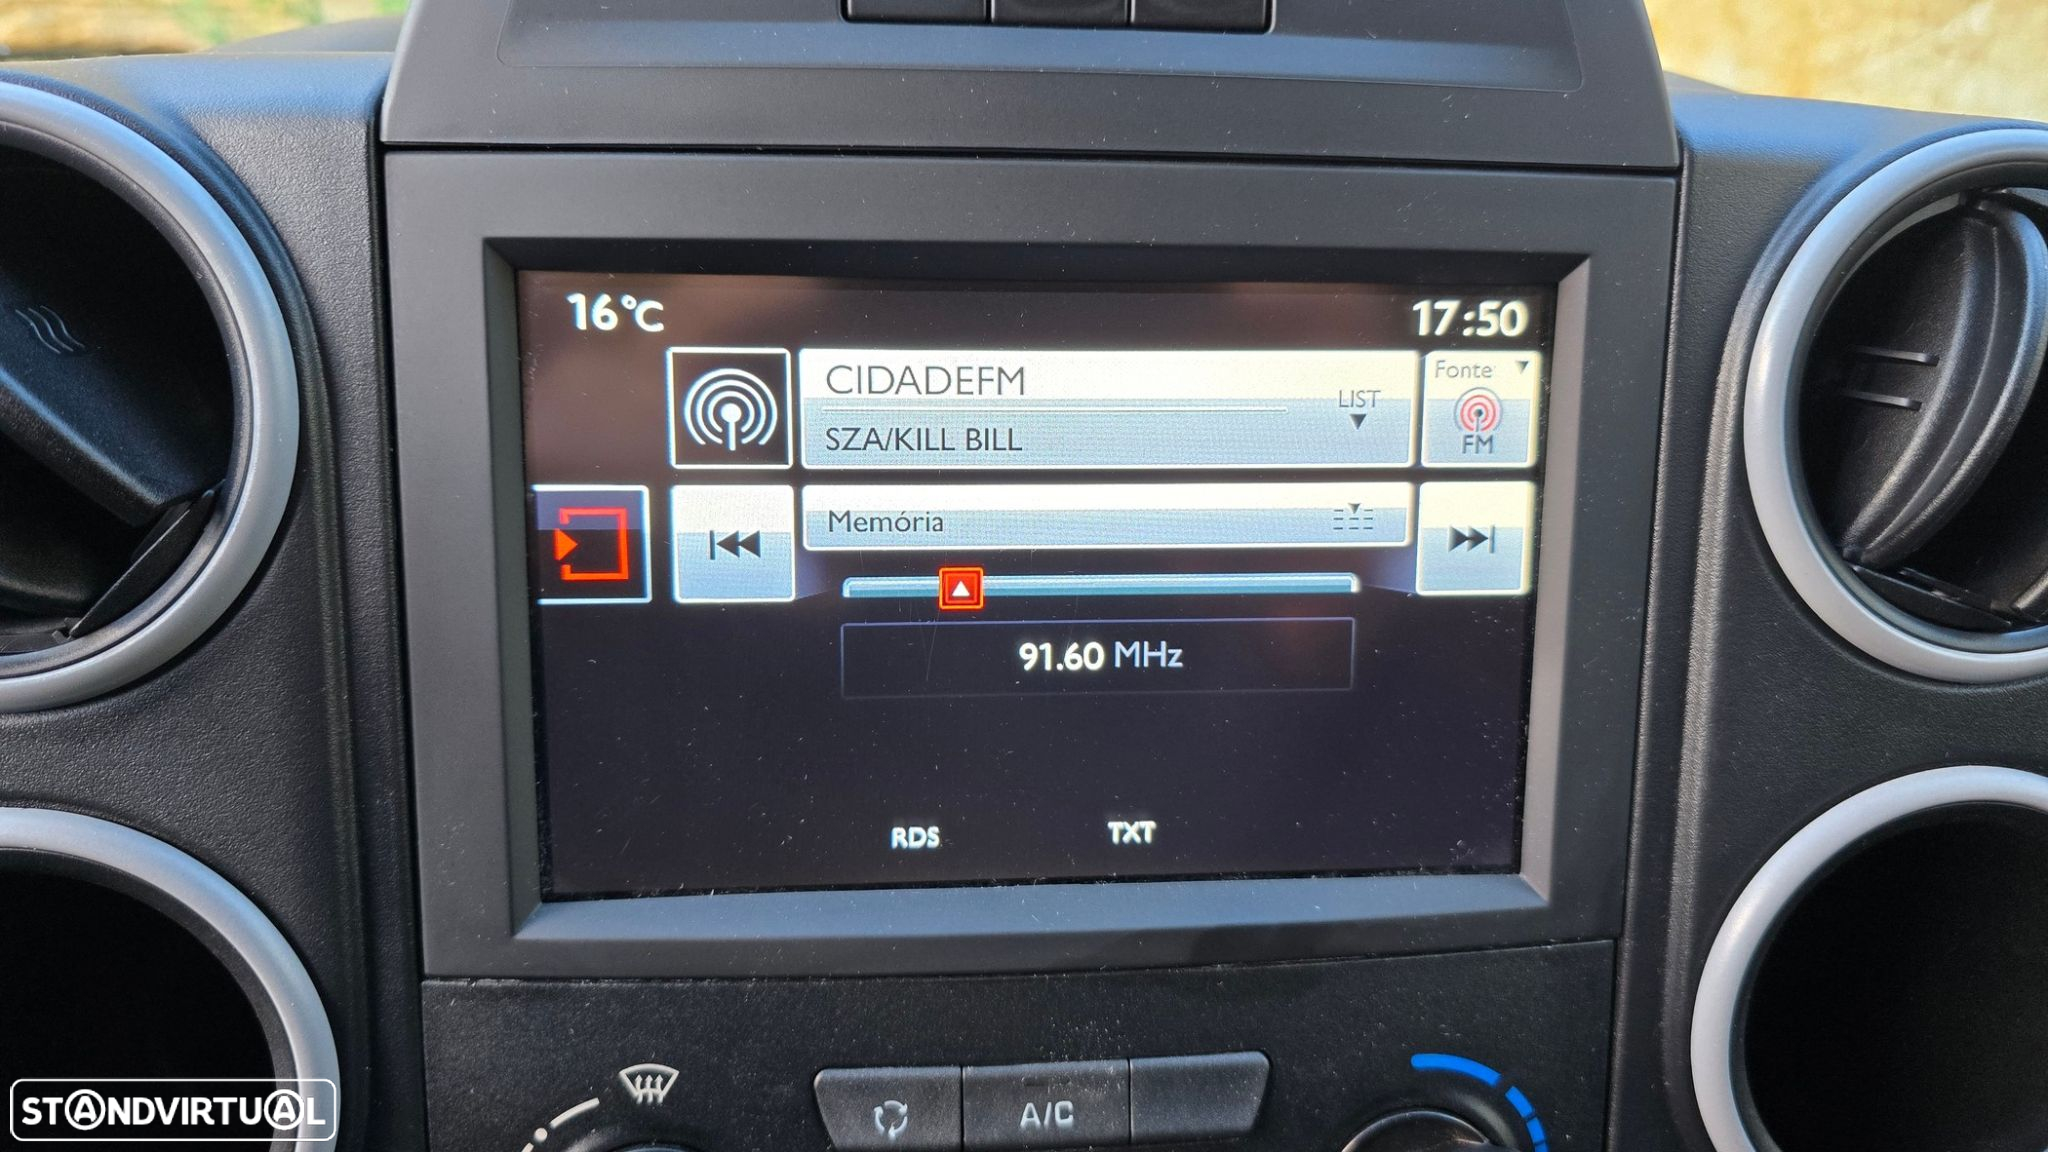 16°C
17:50
CIDADEFM
LIST
Fonte
SZA/KILL BILL
FM
Memória
91.60 MHz
RDS
TXT
A/C
STANDVIRTUAL